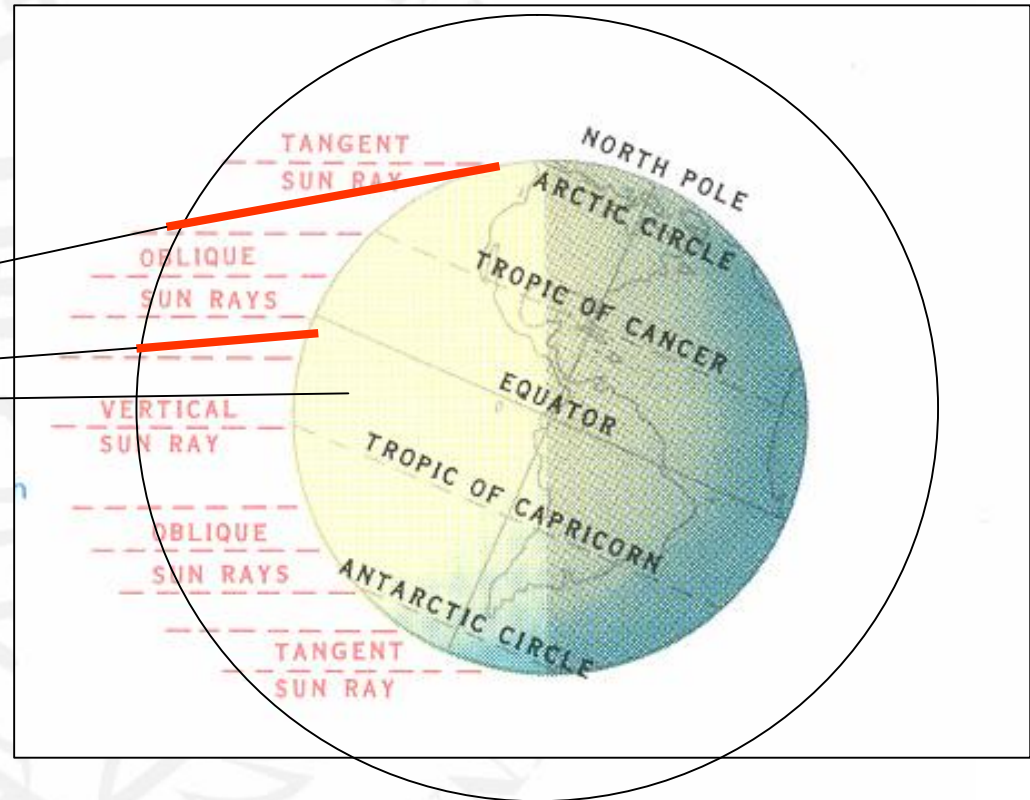 TANGENT
SUN RAY
NORTH POLE
ARCTIC CIRCLE
OBLIQUE
SUN RAYS
TROPIC OF CANCER
EQUATOR
0
VERTICAL
SUN RAY
TROPIC OF CAPRICORN
n
OBLIQUE
SUN RAYS
ANTARCTIC CIRCLE
TANGENT
SUN RAY